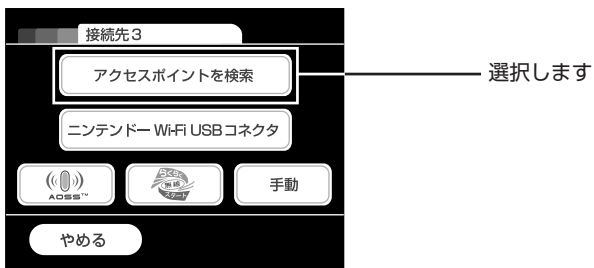 接続先3
アクセスポイントを検索
選択します
ニンテンドーWi-Fi USBコネクタ
AOSS™
らくらく
無線
スタート
手動
やめる